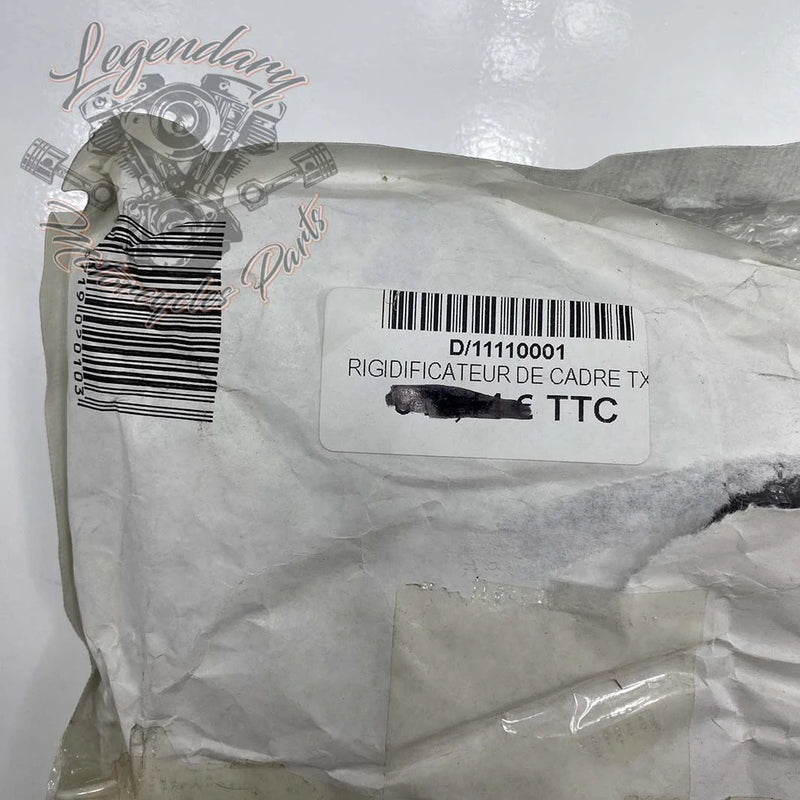 Legendary
Motorcycles Parts
D/11110001
RIGIDIFICATEUR DE CADRE TX
€ TTC